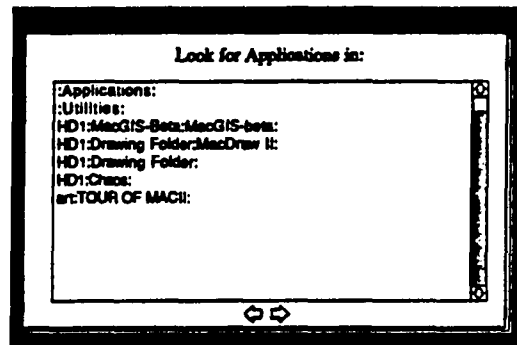 Look for Applications in:
:Applications:
:Utilities:
HD1:MacGIS-Beta:MacGIS-beta:
HD1:Drawing Folder:MacDraw II:
HD1:Drawing Folder:
HD1:Chaos:
art:TOUR OF MACII: